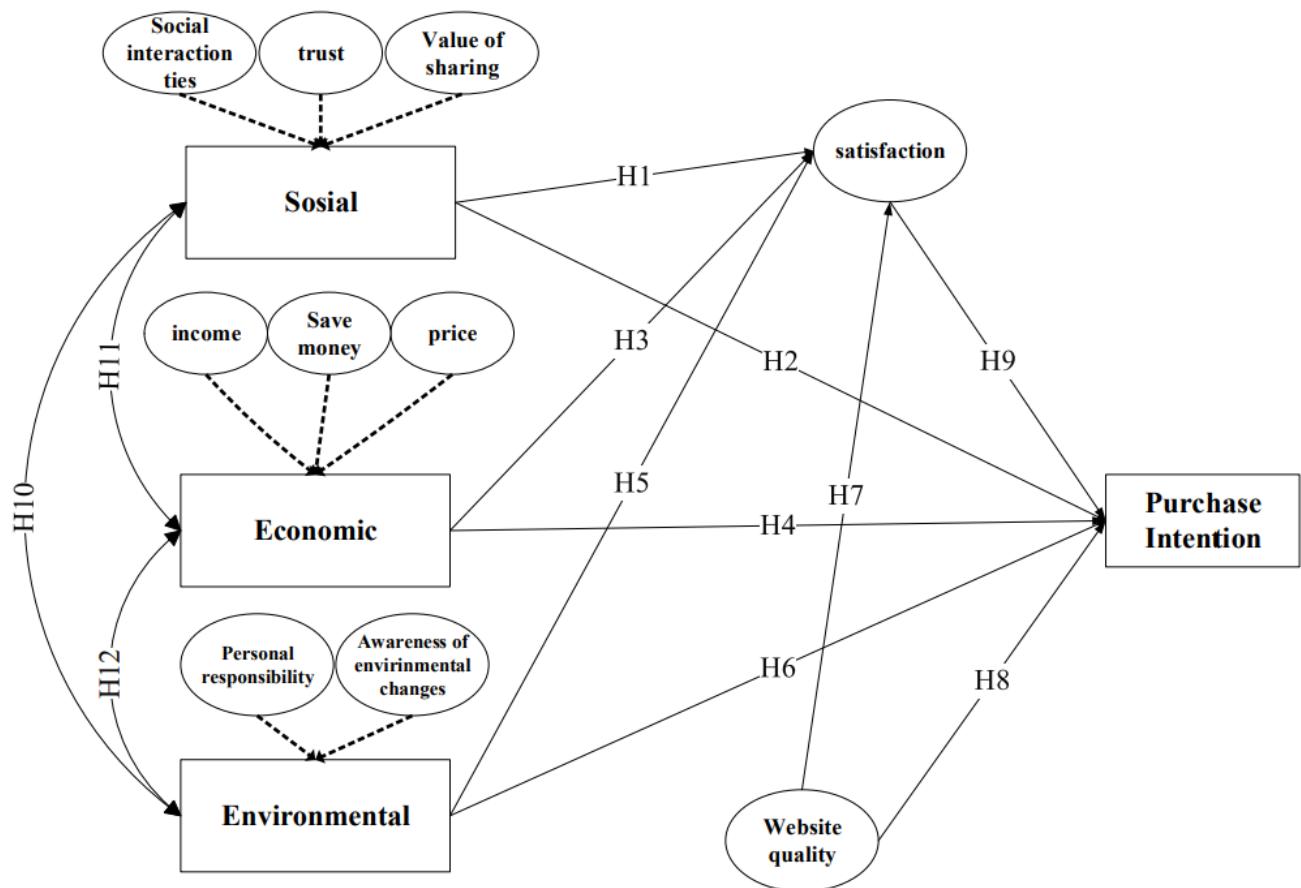 Social
interaction
ties
trust
Value of
sharing
satisfaction
Sosial
H1
income
Save
money
price
H11
H3
H2
H9
H10
H5
H7
Economic
H4
Purchase
Intention
H12
Personal
responsibility
Awareness of
envirinmental
changes
H6
H8
Environmental
Website
quality